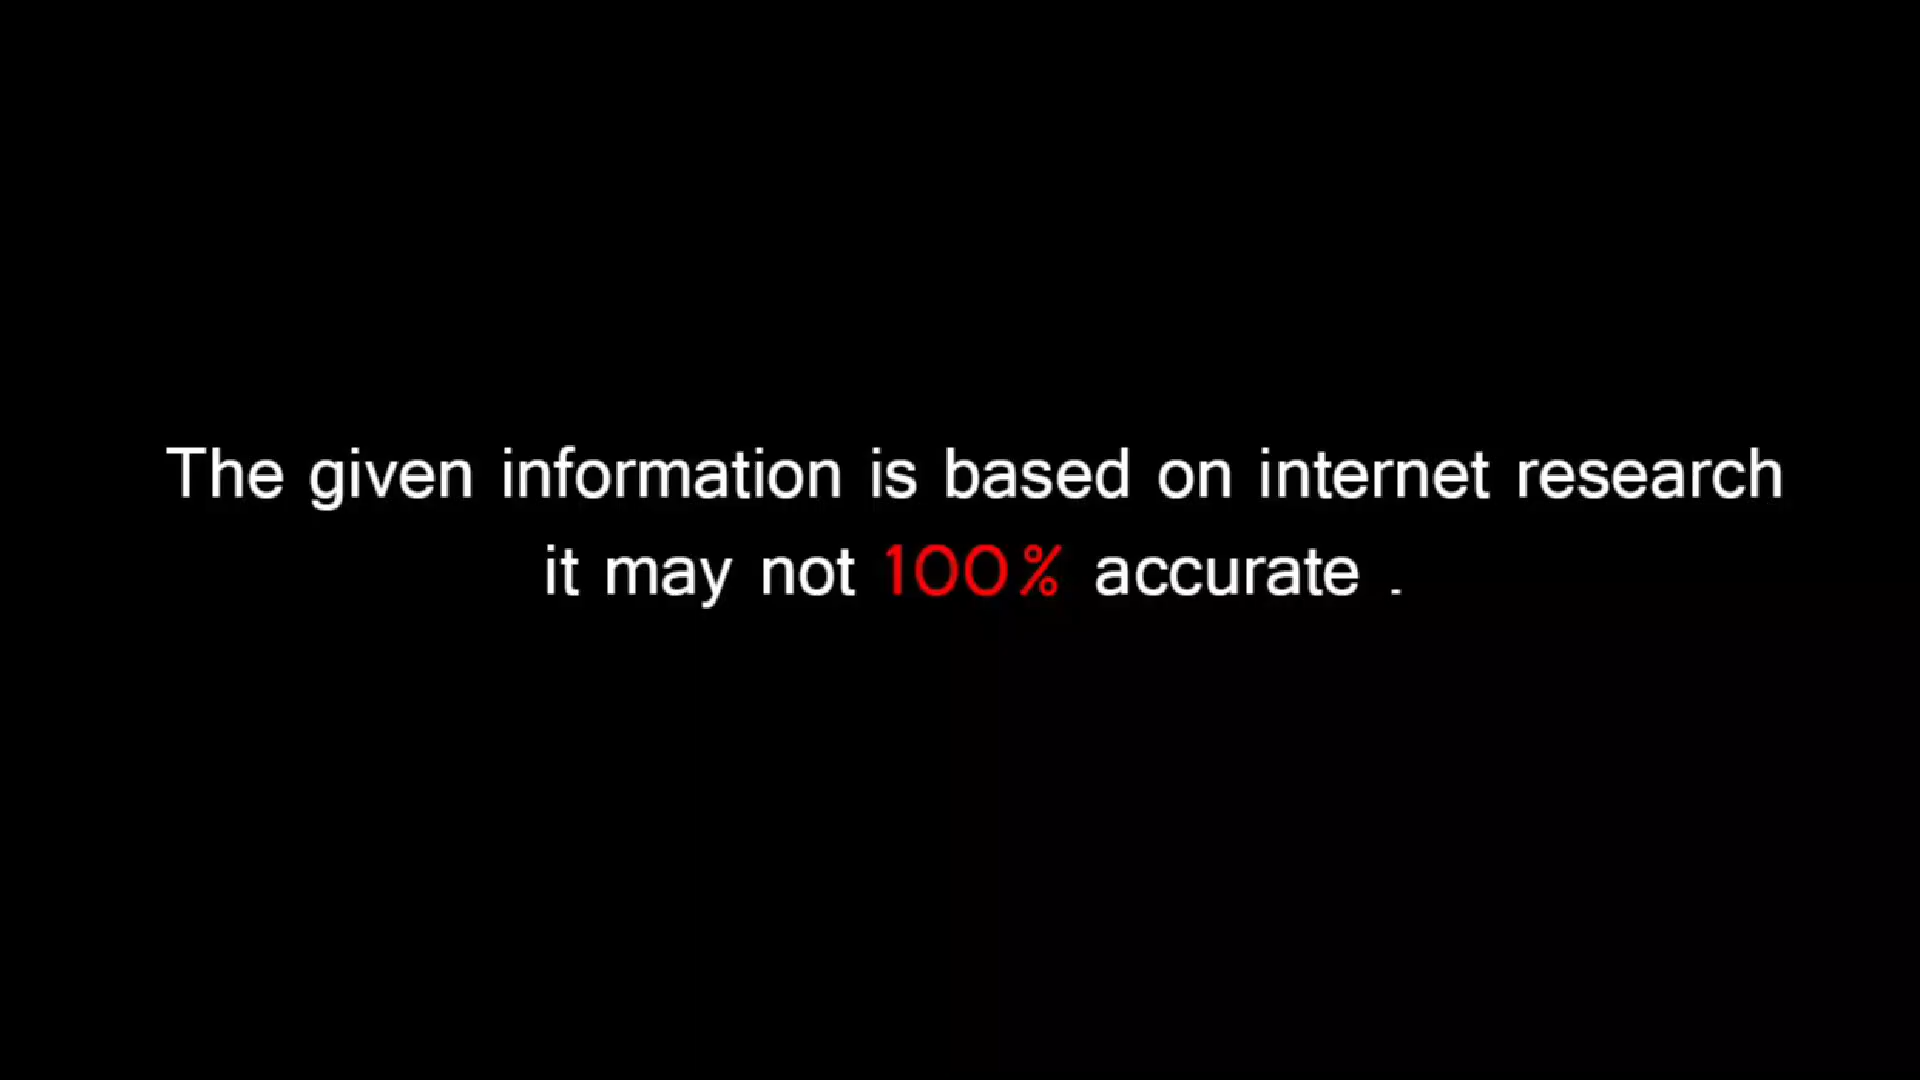 The given information is based on internet research
it may not 100% accurate .